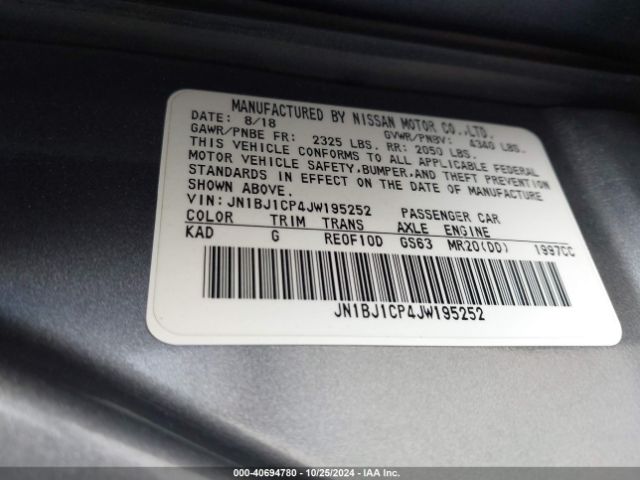 MANUFACTURED BY NISSAN MOTOR CO.,LTD.
DATE: 8/18 GVWR/PNBV: 4340 LBS.
GAWR/PNBE FR: 2325 LBS. RR: 2050 LBS.
THIS VEHICLE CONFORMS TO ALL APPLICABLE FEDERAL
MOTOR VEHICLE SAFETY,BUMPER,AND THEFT PREVENTION
STANDARDS IN EFFECT ON THE DATE OF MANUFACTURE
SHOWN ABOVE.
VIN: JN1BJ1CP4JW195252 PASSENGER CAR
COLOR TRIM TRANS AXLE ENGINE
KAD G RE0F10D GS63 MR20(DD) 1997CC
JN1BJ1CP4JW195252
000-40694780 - 10/25/2024 - IAA Inc.